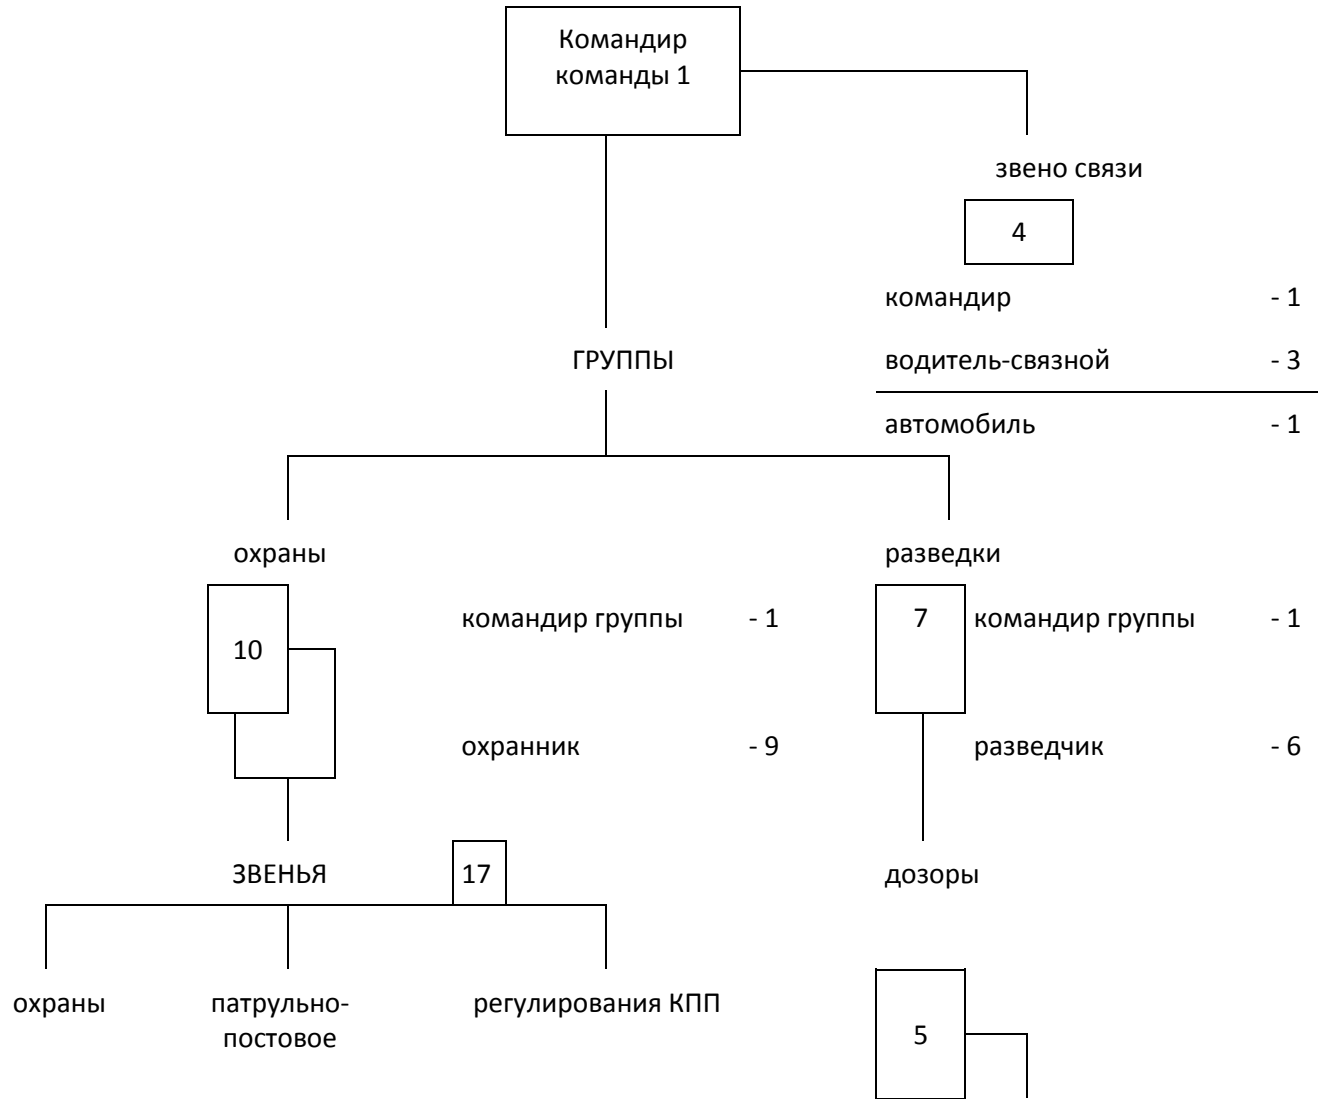 Командир
команды 1
звено связи
4
командир - 1
ГРУППЫ водитель-связной - 3
автомобиль - 1
охраны разведки
командир группы - 1 7 командир группы - 1
10
охранник - 9 разведчик - 6
ЗВЕНЬЯ 17 дозоры
охраны патрульно- регулирования КПП
постовое 5